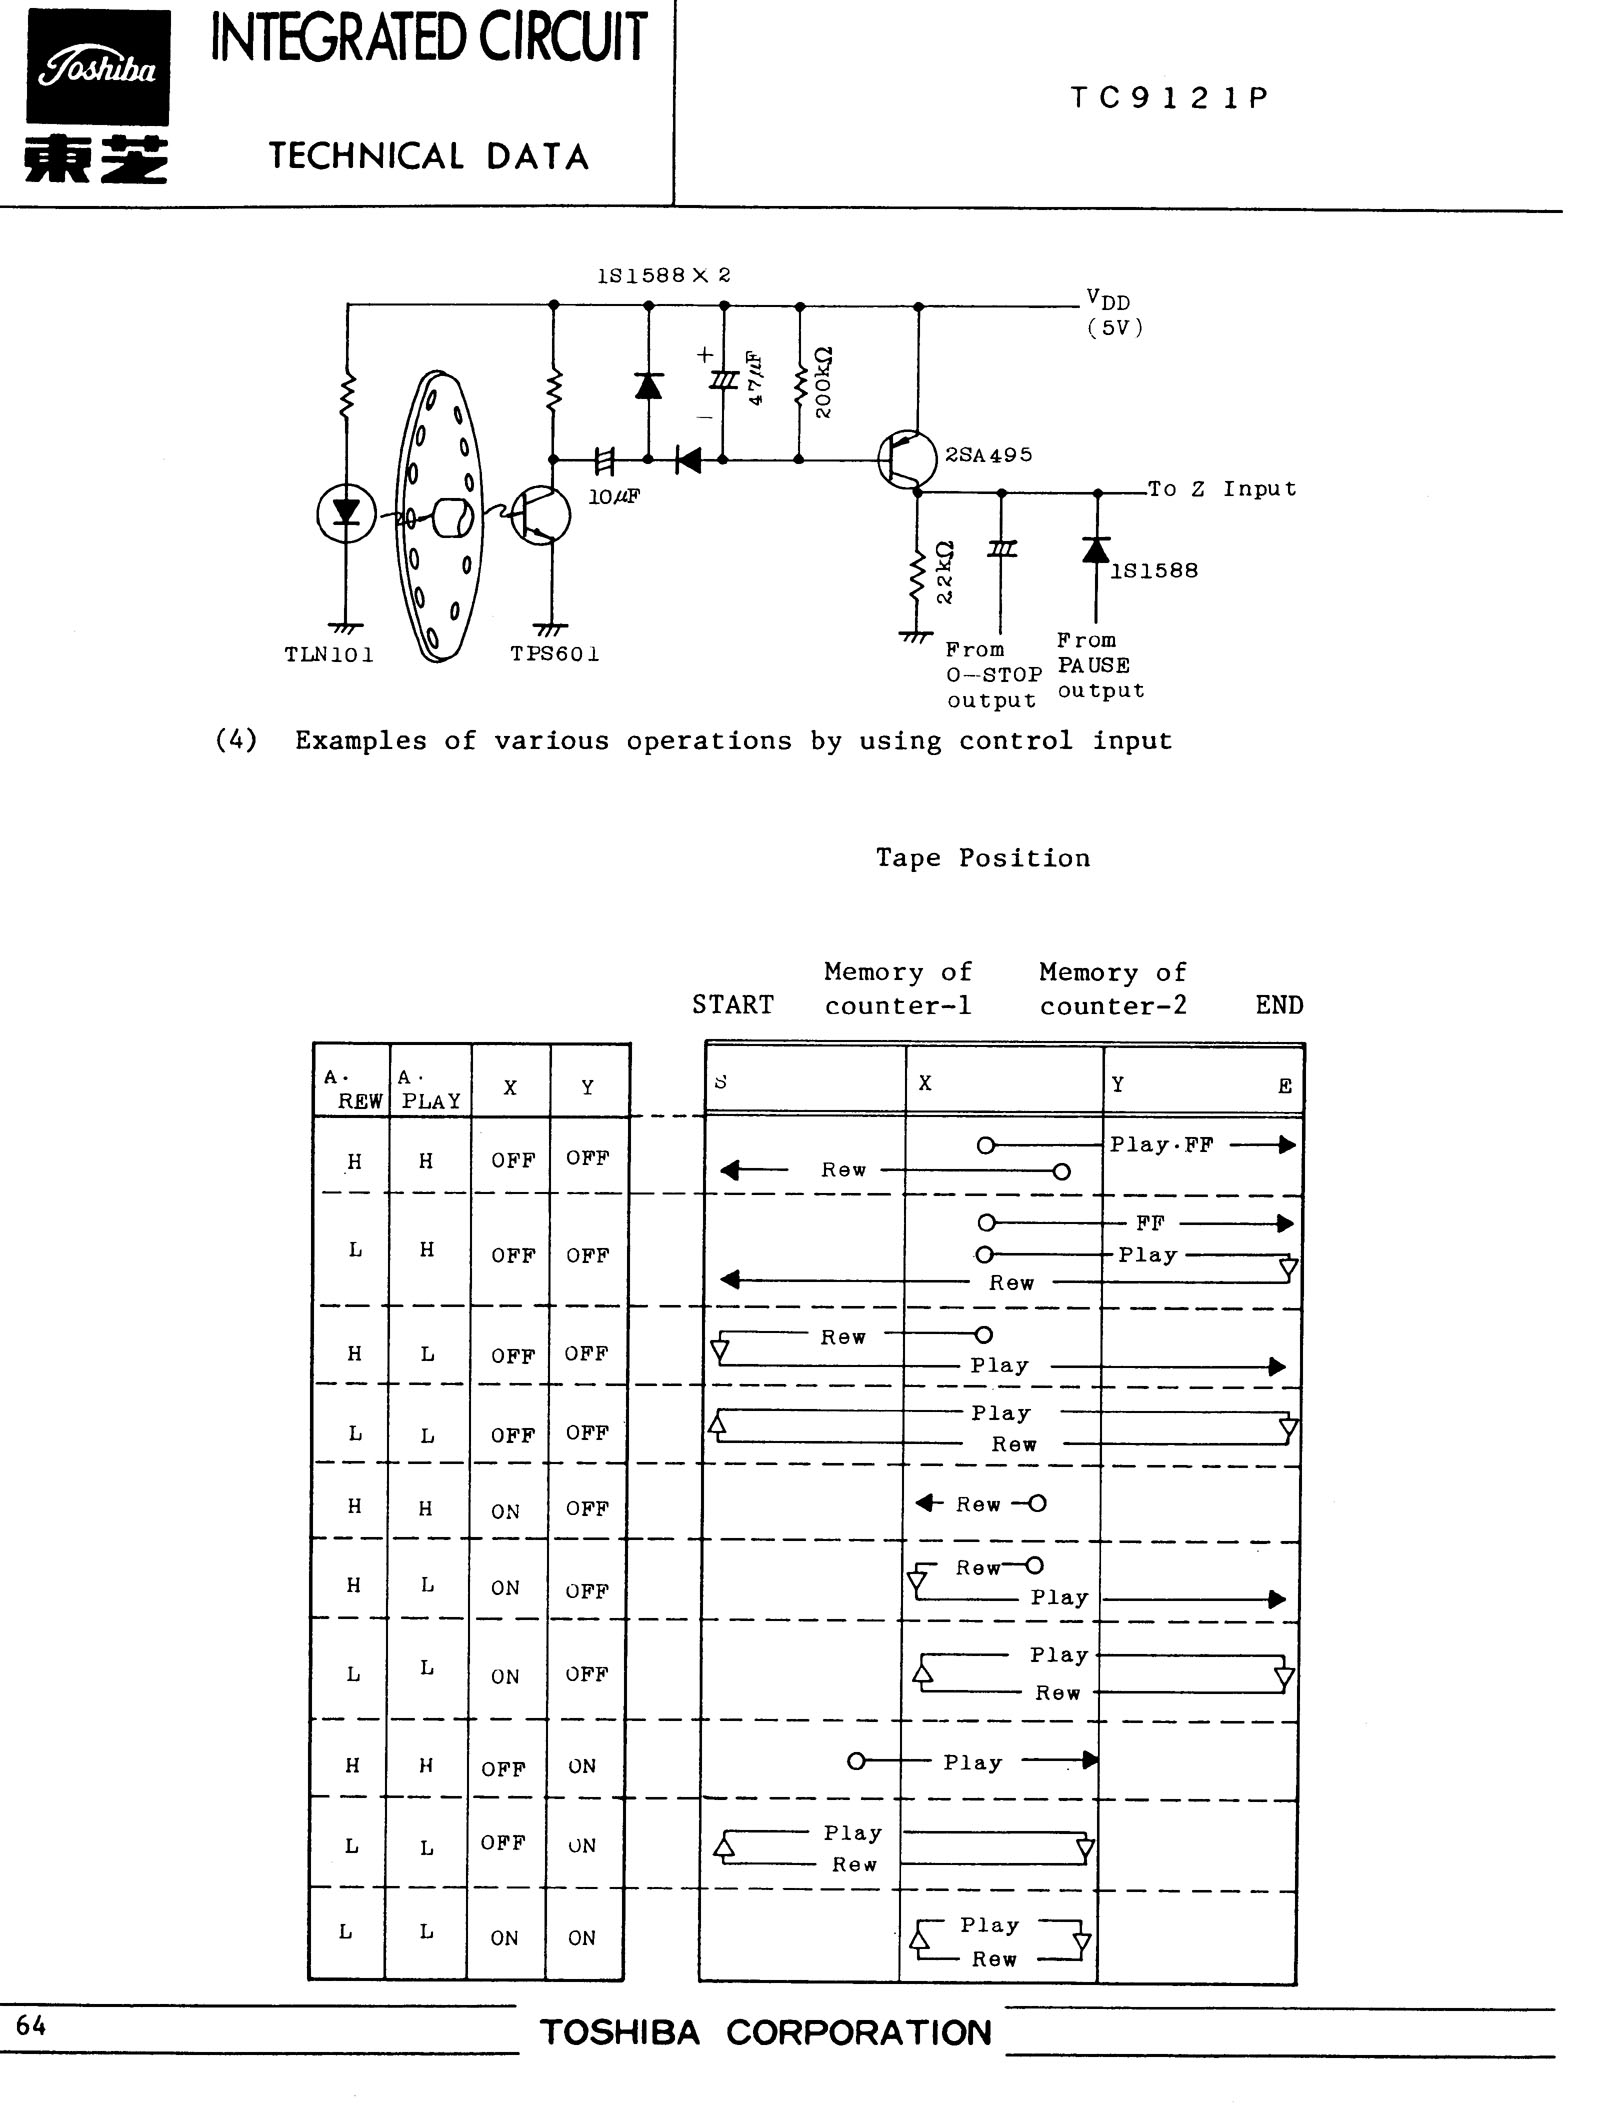 Toshiba
東芝
INTEGRATED CIRCUIT
TECHNICAL DATA
TC9121P
1S1588×2
VDD
(5V)
+
47μF
−
200kΩ
10μF
2SA495
To Z Input
22kΩ
1S1588
TLN101
TPS601
From
O-STOP
output
From
PAUSE
output
(4) Examples of various operations by using control input
Tape Position
START
Memory of
counter-1
Memory of
counter-2
END
A· REW A· PLAY X Y S X Y E
H H OFF OFF
Play·FF
Rew
L H OFF OFF
FF
Play
Rew
H L OFF OFF
Rew
Play
L L OFF OFF
Play
Rew
H H ON OFF
Rew
H L ON OFF
Rew
Play
L L ON OFF
Play
Rew
H H OFF ON
Play
L L OFF ON
Play
Rew
L L ON ON
Play
Rew
64
TOSHIBA CORPORATION